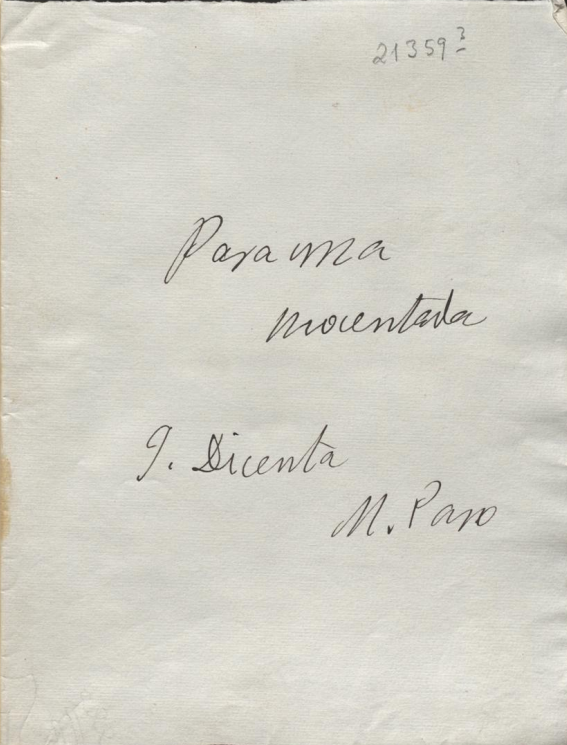 21359³
Para una
inocentada
J. Dicenta
M. Paso